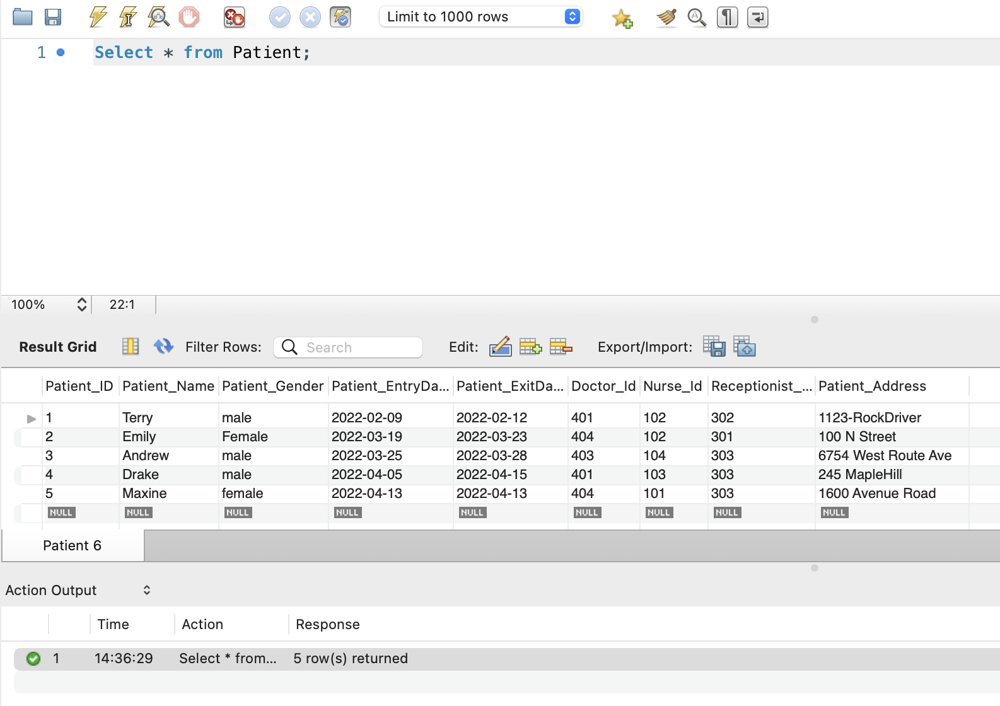 Limit to 1000 rows
1 Select * from Patient;
100% 22:1
Result Grid Filter Rows: Search Edit: Export/Import:
Patient_ID Patient_Name Patient_Gender Patient_EntryDa... Patient_ExitDa... Doctor_Id Nurse_Id Receptionist_... Patient_Address
1 Terry male 2022-02-09 2022-02-12 401 102 302 1123-RockDriver
2 Emily Female 2022-03-19 2022-03-23 404 102 301 100 N Street
3 Andrew male 2022-03-25 2022-03-28 403 104 303 6754 West Route Ave
4 Drake male 2022-04-05 2022-04-15 401 103 303 245 MapleHill
5 Maxine female 2022-04-13 2022-04-13 404 101 303 1600 Avenue Road
NULL NULL NULL NULL NULL NULL NULL NULL NULL
Patient 6
Action Output
Time Action Response
1 14:36:29 Select * from... 5 row(s) returned